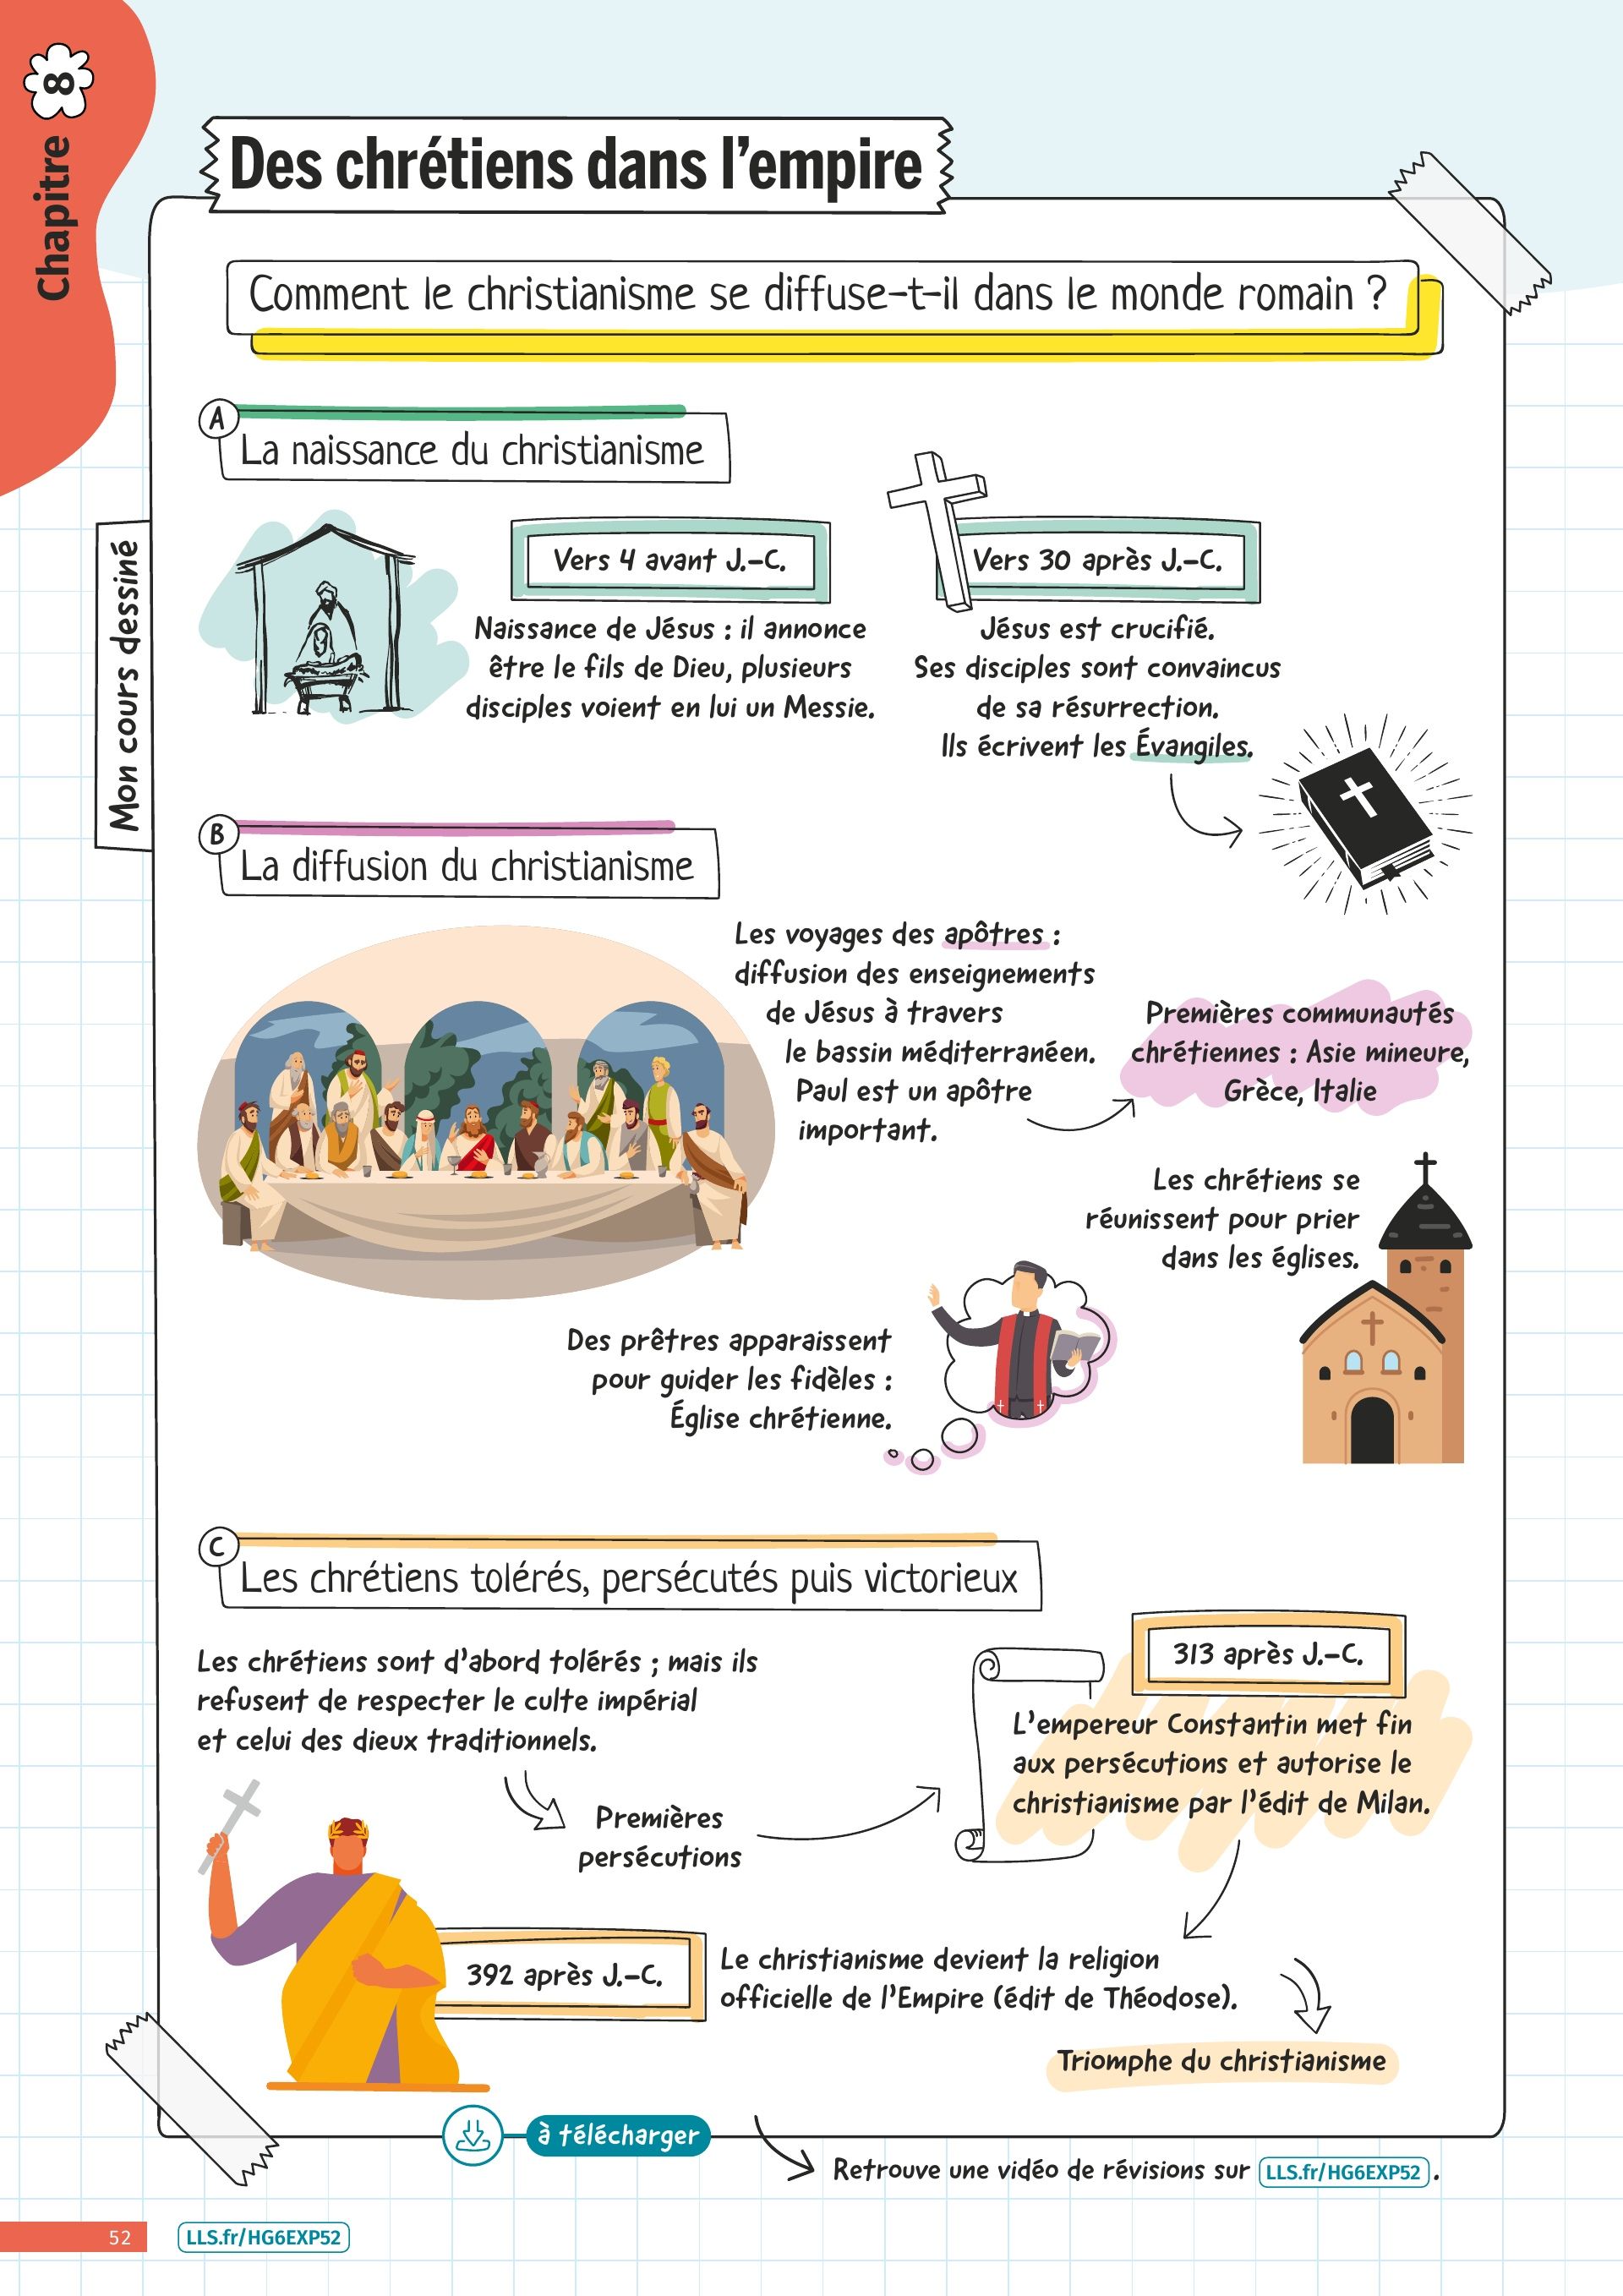 Chapitre 8
Des chrétiens dans l'empire
Comment le christianisme se diffuse-t-il dans le monde romain ?
Mon cours dessiné
A
La naissance du christianisme
Vers 4 avant J.-C.
Naissance de Jésus : il annonce
être le fils de Dieu, plusieurs
disciples voient en lui un Messie.
Vers 30 après J.-C.
Jésus est crucifié.
Ses disciples sont convaincus
de sa résurrection.
Ils écrivent les Évangiles.
B
La diffusion du christianisme
Les voyages des apôtres :
diffusion des enseignements
de Jésus à travers
le bassin méditerranéen.
Paul est un apôtre
important.
Premières communautés
chrétiennes : Asie mineure,
Grèce, Italie
Les chrétiens se
réunissent pour prier
dans les églises.
Des prêtres apparaissent
pour guider les fidèles :
Église chrétienne.
C
Les chrétiens tolérés, persécutés puis victorieux
Les chrétiens sont d'abord tolérés ; mais ils
refusent de respecter le culte impérial
et celui des dieux traditionnels.
Premières
persécutions
313 après J.-C.
L'empereur Constantin met fin
aux persécutions et autorise le
christianisme par l'édit de Milan.
392 après J.-C.
Le christianisme devient la religion
officielle de l'Empire (édit de Théodose).
Triomphe du christianisme
à télécharger
Retrouve une vidéo de révisions sur LLS.fr/HG6EXP52 .
52
LLS.fr/HG6EXP52